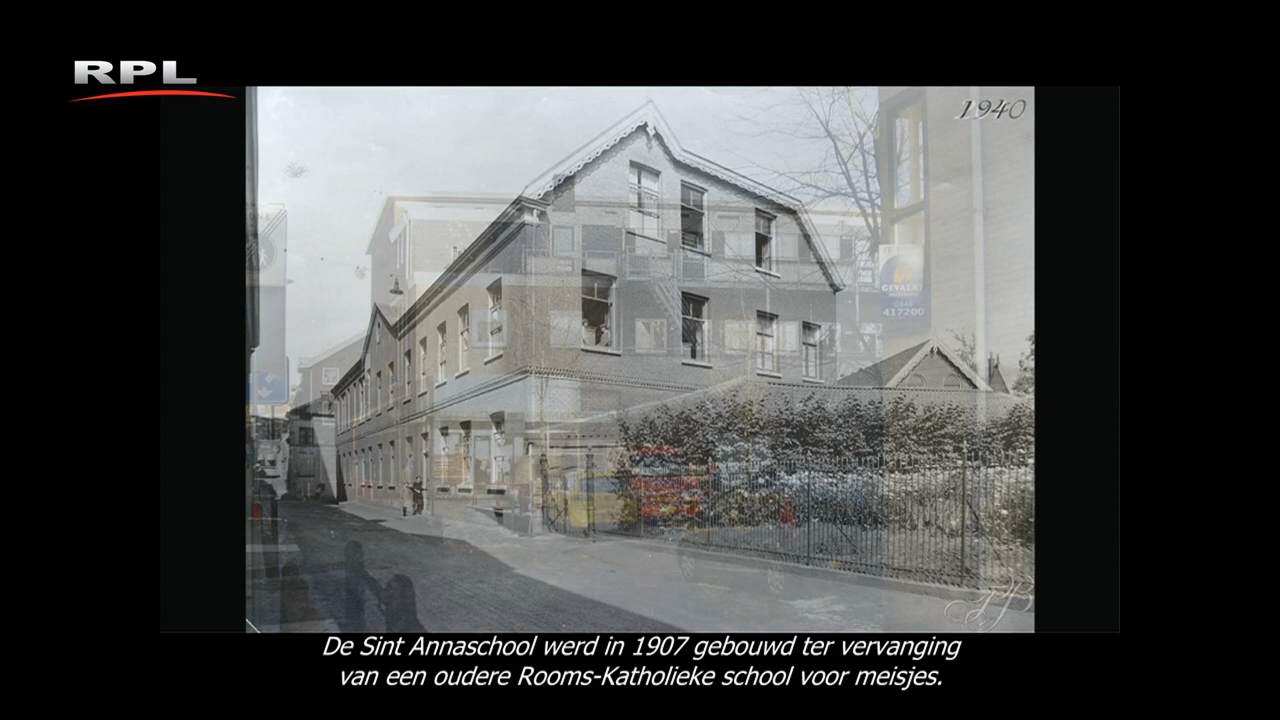 RPL
1940
GEVAERT
417200
De Sint Annaschool werd in 1907 gebouwd ter vervanging
van een oudere Rooms-Katholieke school voor meisjes.